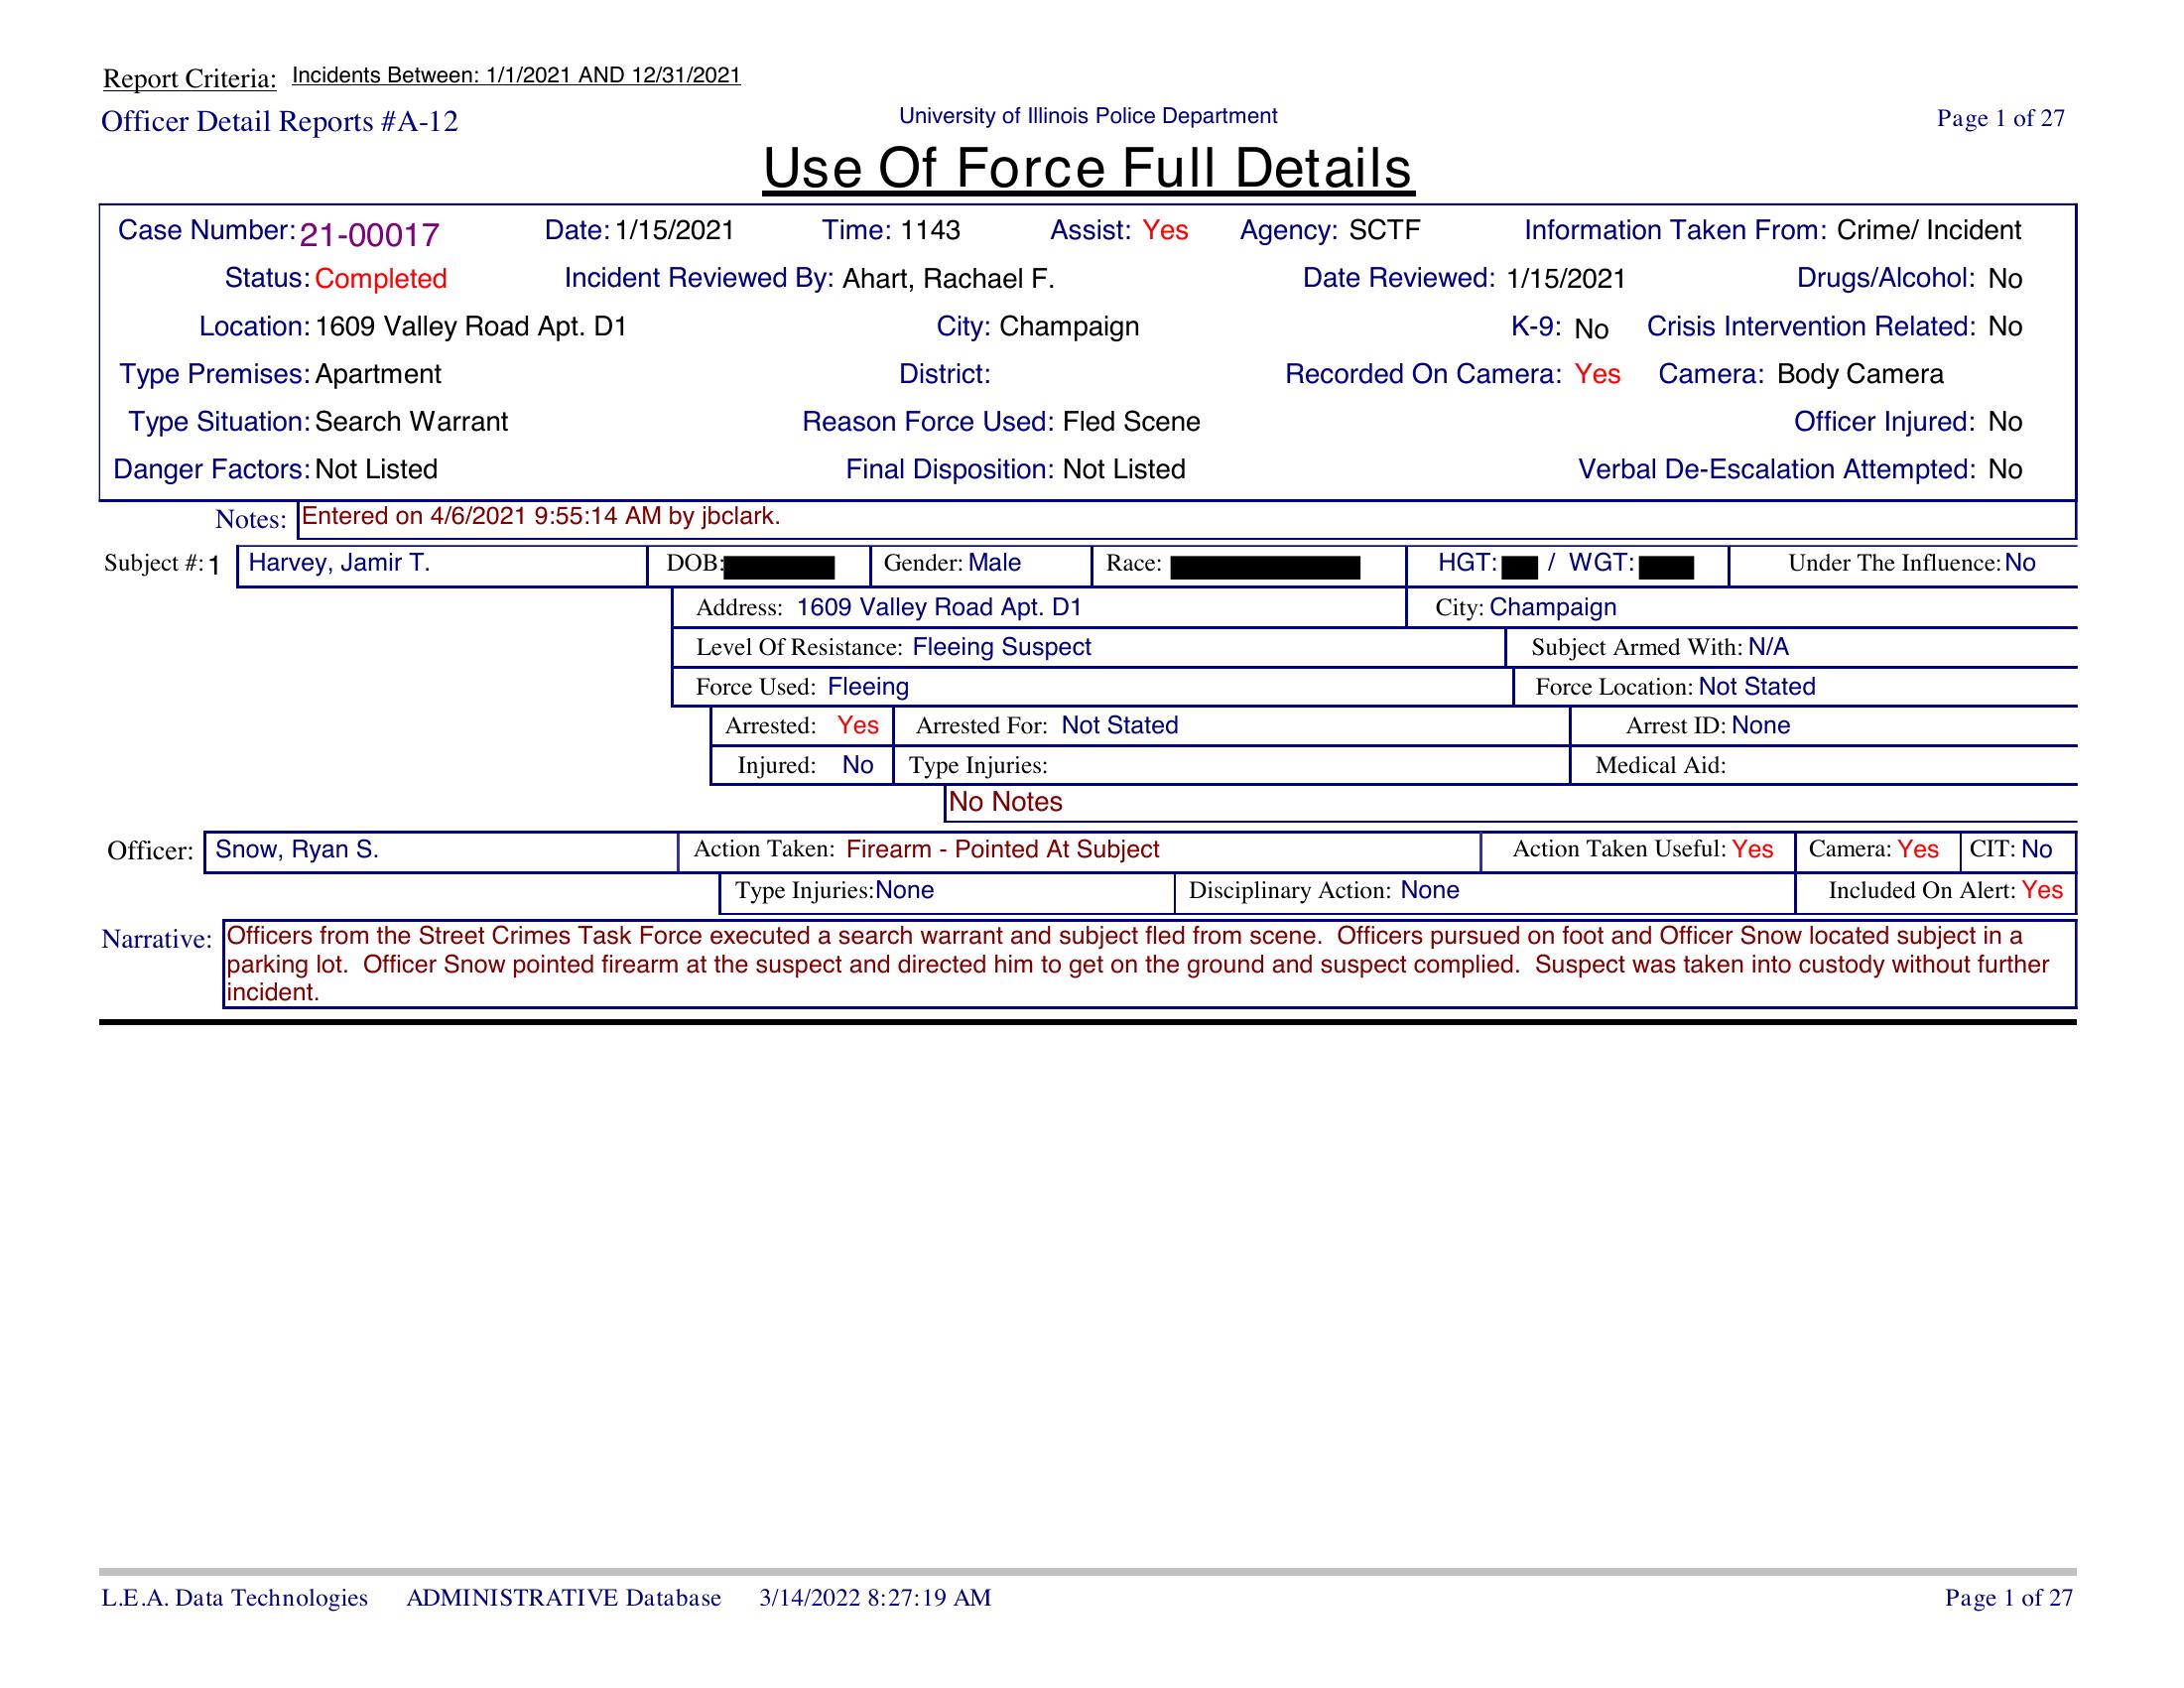 Report Criteria: Incidents Between: 1/1/2021 AND 12/31/2021
Officer Detail Reports #A-12 University of Illinois Police Department Page 1 of 27
Use Of Force Full Details
Case Number: 21-00017 Date: 1/15/2021 Time: 1143 Assist: Yes Agency: SCTF Information Taken From: Crime/ Incident
Status: Completed Incident Reviewed By: Ahart, Rachael F. Date Reviewed: 1/15/2021 Drugs/Alcohol: No
Location: 1609 Valley Road Apt. D1 City: Champaign K-9: No Crisis Intervention Related: No
Type Premises: Apartment District: Recorded On Camera: Yes Camera: Body Camera
Type Situation: Search Warrant Reason Force Used: Fled Scene Officer Injured: No
Danger Factors: Not Listed Final Disposition: Not Listed Verbal De-Escalation Attempted: No
Notes: Entered on 4/6/2021 9:55:14 AM by jbclark.
Subject #: 1 Harvey, Jamir T. DOB: Gender: Male Race: HGT: / WGT: Under The Influence: No
Address: 1609 Valley Road Apt. D1 City: Champaign
Level Of Resistance: Fleeing Suspect Subject Armed With: N/A
Force Used: Fleeing Force Location: Not Stated
Arrested: Yes Arrested For: Not Stated Arrest ID: None
Injured: No Type Injuries: Medical Aid:
No Notes
Officer: Snow, Ryan S. Action Taken: Firearm - Pointed At Subject Action Taken Useful: Yes Camera: Yes CIT: No
Type Injuries: None Disciplinary Action: None Included On Alert: Yes
Narrative: Officers from the Street Crimes Task Force executed a search warrant and subject fled from scene. Officers pursued on foot and Officer Snow located subject in a
parking lot. Officer Snow pointed firearm at the suspect and directed him to get on the ground and suspect complied. Suspect was taken into custody without further
incident.
L.E.A. Data Technologies ADMINISTRATIVE Database 3/14/2022 8:27:19 AM Page 1 of 27